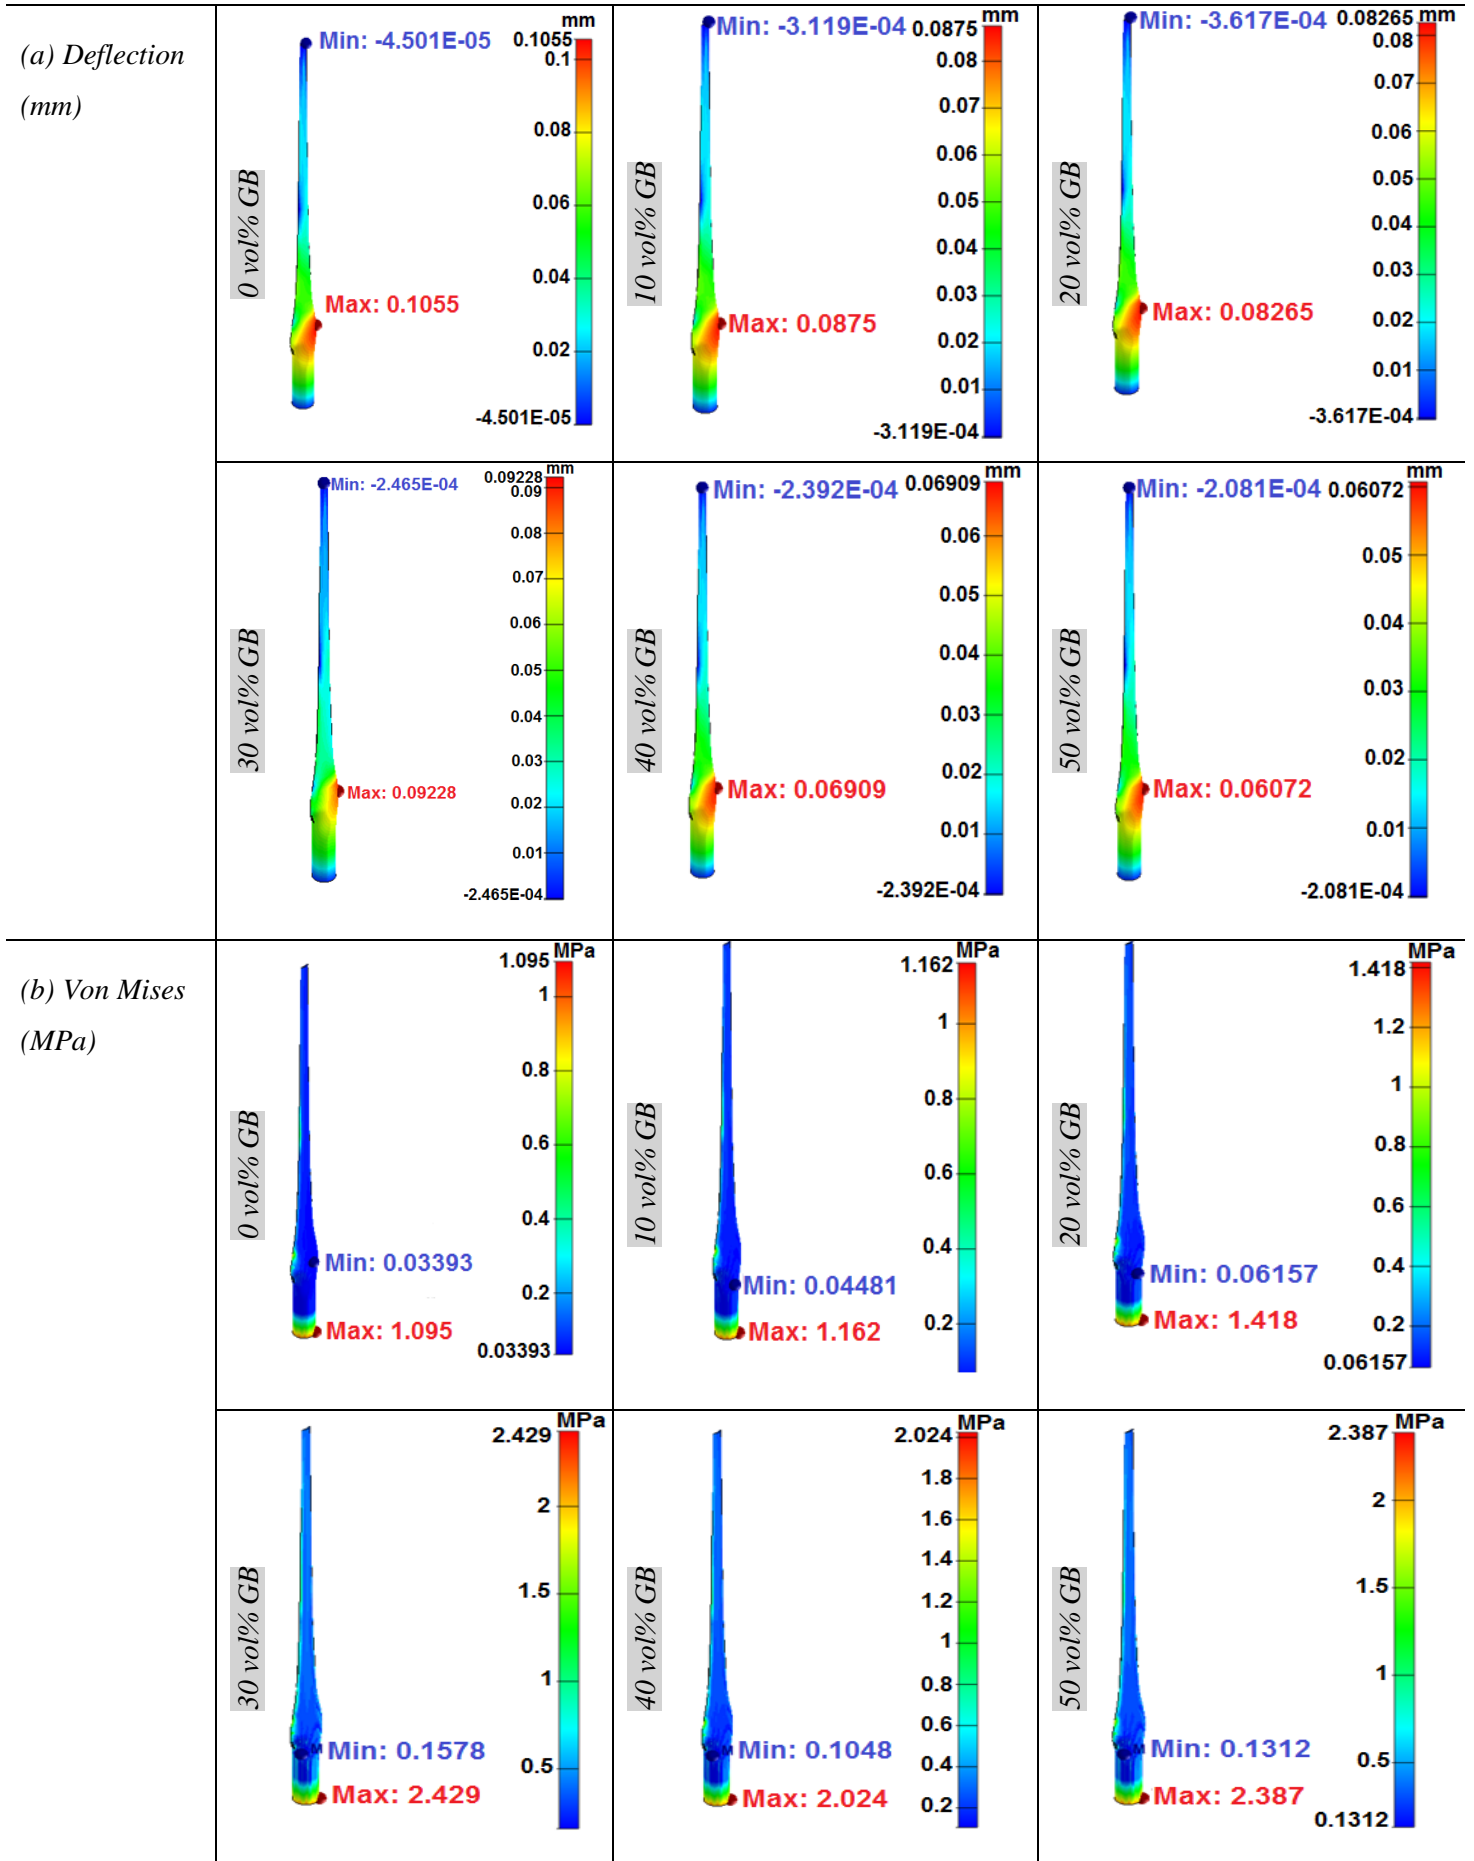 (a) Deflection
(mm)
0 vol% GB
Min: -4.501E-05
Max: 0.1055
mm
0.1055
0.1
0.08
0.06
0.04
0.02
-4.501E-05
10 vol% GB
Min: -3.119E-04
Max: 0.0875
mm
0.0875
0.08
0.07
0.06
0.05
0.04
0.03
0.02
0.01
-3.119E-04
20 vol% GB
Min: -3.617E-04
Max: 0.08265
mm
0.08265
0.08
0.07
0.06
0.05
0.04
0.03
0.02
0.01
-3.617E-04
30 vol% GB
Min: -2.465E-04
Max: 0.09228
mm
0.09228
0.09
0.08
0.07
0.06
0.05
0.04
0.03
0.02
0.01
-2.465E-04
40 vol% GB
Min: -2.392E-04
Max: 0.06909
mm
0.06909
0.06
0.05
0.04
0.03
0.02
0.01
-2.392E-04
50 vol% GB
Min: -2.081E-04
Max: 0.06072
mm
0.06072
0.05
0.04
0.03
0.02
0.01
-2.081E-04
(b) Von Mises
(MPa)
0 vol% GB
Min: 0.03393
Max: 1.095
MPa
1.095
1
0.8
0.6
0.4
0.2
0.03393
10 vol% GB
Min: 0.04481
Max: 1.162
MPa
1.162
1
0.8
0.6
0.4
0.2
20 vol% GB
Min: 0.06157
Max: 1.418
MPa
1.418
1.2
1
0.8
0.6
0.4
0.2
0.06157
30 vol% GB
Min: 0.1578
Max: 2.429
MPa
2.429
2
1.5
1
0.5
40 vol% GB
Min: 0.1048
Max: 2.024
MPa
2.024
1.8
1.6
1.4
1.2
1
0.8
0.6
0.4
0.2
50 vol% GB
Min: 0.1312
Max: 2.387
MPa
2.387
2
1.5
1
0.5
0.1312